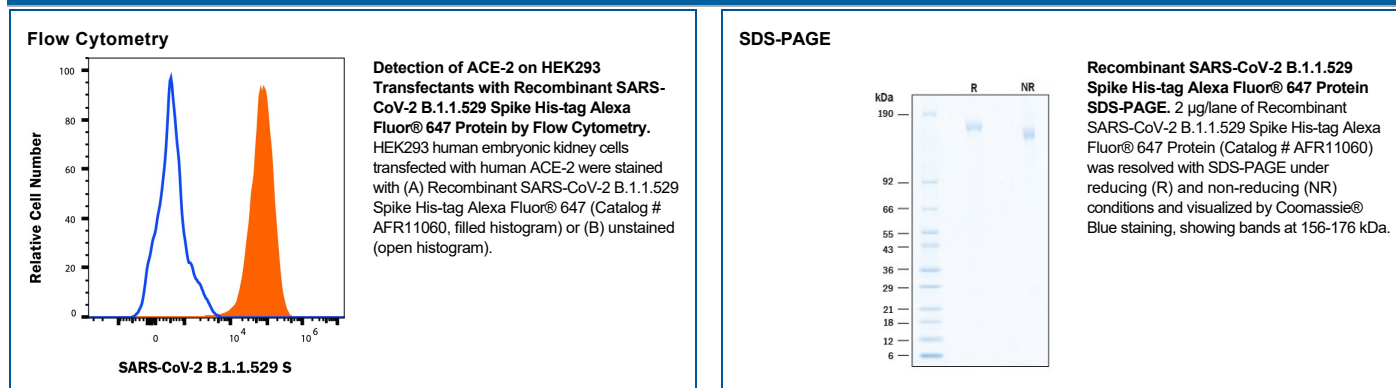 Flow Cytometry
100
80
60
40
20
0
Relative Cell Number
0
10^4
10^6
SARS-CoV-2 B.1.1.529 S
Detection of ACE-2 on HEK293
Transfectants with Recombinant SARS-
CoV-2 B.1.1.529 Spike His-tag Alexa
Fluor® 647 Protein by Flow Cytometry.
HEK293 human embryonic kidney cells
transfected with human ACE-2 were stained
with (A) Recombinant SARS-CoV-2 B.1.1.529
Spike His-tag Alexa Fluor® 647 (Catalog #
AFR11060, filled histogram) or (B) unstained
(open histogram).
SDS-PAGE
R
NR
kDa
190
92
66
55
43
36
29
21
18
12
6
Recombinant SARS-CoV-2 B.1.1.529
Spike His-tag Alexa Fluor® 647 Protein
SDS-PAGE. 2 μg/lane of Recombinant
SARS-CoV-2 B.1.1.529 Spike His-tag Alexa
Fluor® 647 Protein (Catalog # AFR11060)
was resolved with SDS-PAGE under
reducing (R) and non-reducing (NR)
conditions and visualized by Coomassie®
Blue staining, showing bands at 156-176 kDa.